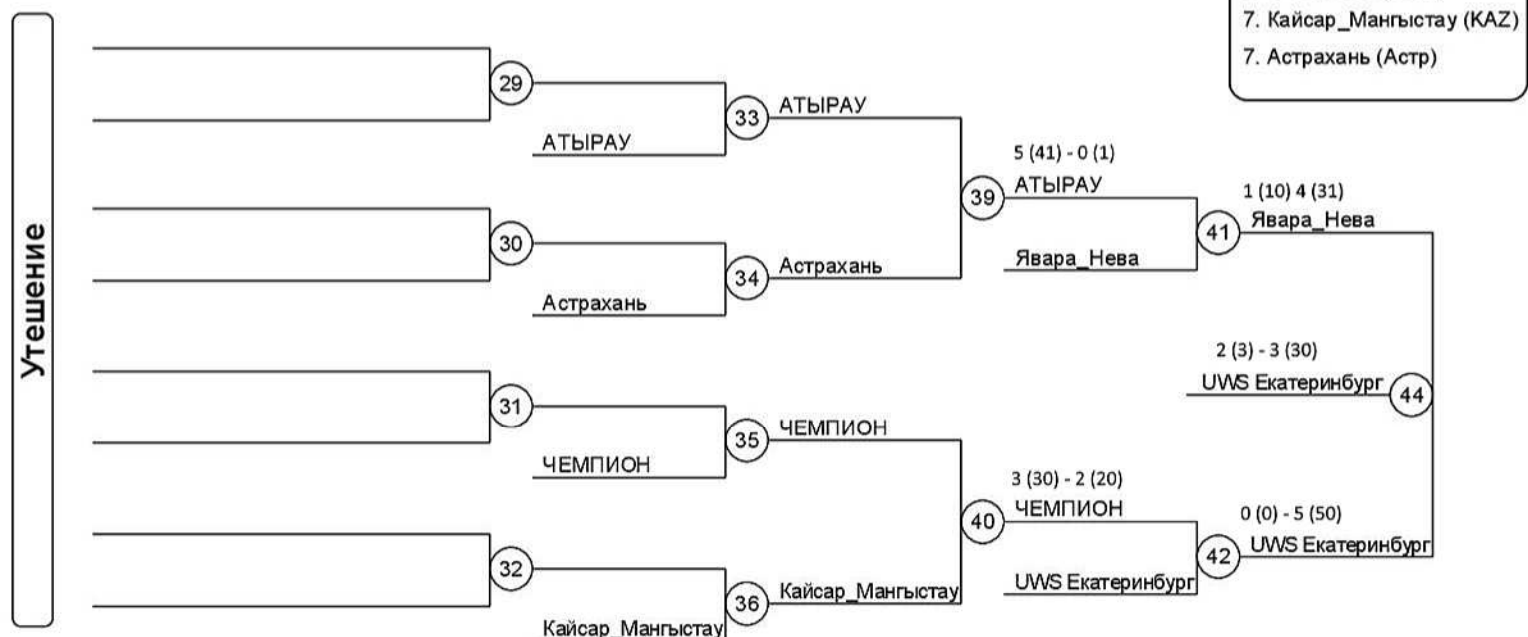 7. Кайсар_Мангыстау (KAZ)
7. Астрахань (Астр)
Утешение
29
АТЫРАУ
33
АТЫРАУ
30
Астрахань
34
Астрахань
5 (41) - 0 (1)
39
АТЫРАУ
Явара_Нева
41
1 (10) 4 (31)
Явара_Нева
31
ЧЕМПИОН
35
ЧЕМПИОН
32
Кайсар_Мангыстау
36
Кайсар_Мангыстау
3 (30) - 2 (20)
40
ЧЕМПИОН
UWS Екатеринбург
42
0 (0) - 5 (50)
UWS Екатеринбург
2 (3) - 3 (30)
UWS Екатеринбург
44